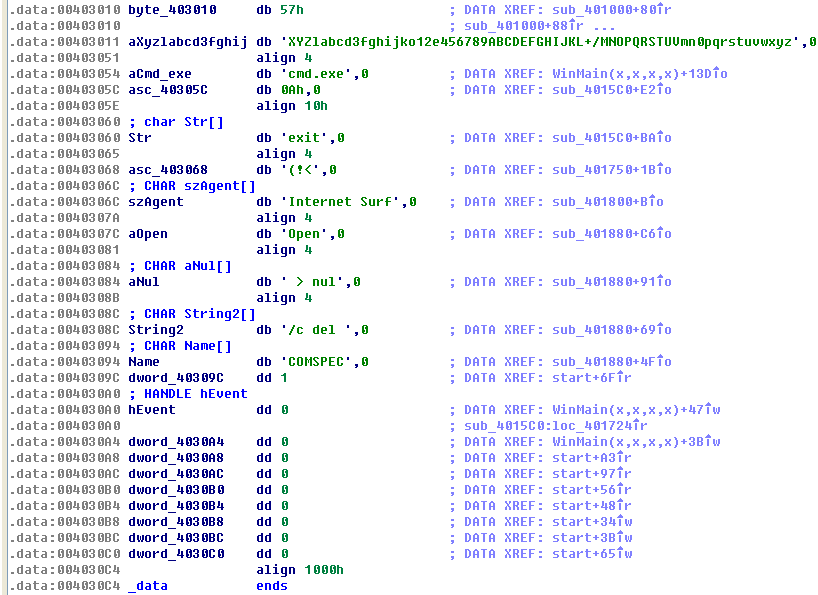 .data:00403010 byte_403010 db 57h ; DATA XREF: sub_401000+80↑r
.data:00403010 ; sub_401000+88↑r ...
.data:00403011 aXyzlabcd3fghij db 'XYZlabcd3fghijko12e456789ABCDEFGHIJKL+/MNOPQRSTUVmn0pqrstuvwxyz',0
.data:00403051 align 4
.data:00403054 aCmd_exe db 'cmd.exe',0 ; DATA XREF: WinMain(x,x,x,x)+13D↑o
.data:0040305C asc_40305C db 0Ah,0 ; DATA XREF: sub_4015C0+E2↑o
.data:0040305E align 10h
.data:00403060 ; char Str[]
.data:00403060 Str db 'exit',0 ; DATA XREF: sub_4015C0+BA↑o
.data:00403065 align 4
.data:00403068 asc_403068 db '(!<',0 ; DATA XREF: sub_401750+1B↑o
.data:0040306C ; CHAR szAgent[]
.data:0040306C szAgent db 'Internet Surf',0 ; DATA XREF: sub_401800+B↑o
.data:0040307A align 4
.data:0040307C aOpen db 'Open',0 ; DATA XREF: sub_401880+C6↑o
.data:00403081 align 4
.data:00403084 ; CHAR aNul[]
.data:00403084 aNul db ' > nul',0 ; DATA XREF: sub_401880+91↑o
.data:0040308B align 4
.data:0040308C ; CHAR String2[]
.data:0040308C String2 db '/c del ',0 ; DATA XREF: sub_401880+69↑o
.data:00403094 ; CHAR Name[]
.data:00403094 Name db 'COMSPEC',0 ; DATA XREF: sub_401880+4F↑o
.data:0040309C dword_40309C dd 1 ; DATA XREF: start+6F↑r
.data:004030A0 ; HANDLE hEvent
.data:004030A0 hEvent dd 0 ; DATA XREF: WinMain(x,x,x,x)+47↑w
.data:004030A0 ; sub_4015C0:loc_401724↑r
.data:004030A4 dword_4030A4 dd 0 ; DATA XREF: WinMain(x,x,x,x)+3B↑w
.data:004030A8 dword_4030A8 dd 0 ; DATA XREF: start+A3↑r
.data:004030AC dword_4030AC dd 0 ; DATA XREF: start+97↑r
.data:004030B0 dword_4030B0 dd 0 ; DATA XREF: start+56↑r
.data:004030B4 dword_4030B4 dd 0 ; DATA XREF: start+48↑r
.data:004030B8 dword_4030B8 dd 0 ; DATA XREF: start+34↑w
.data:004030BC dword_4030BC dd 0 ; DATA XREF: start+3B↑w
.data:004030C0 dword_4030C0 dd 0 ; DATA XREF: start+65↑w
.data:004030C4 align 1000h
.data:004030C4 _data ends